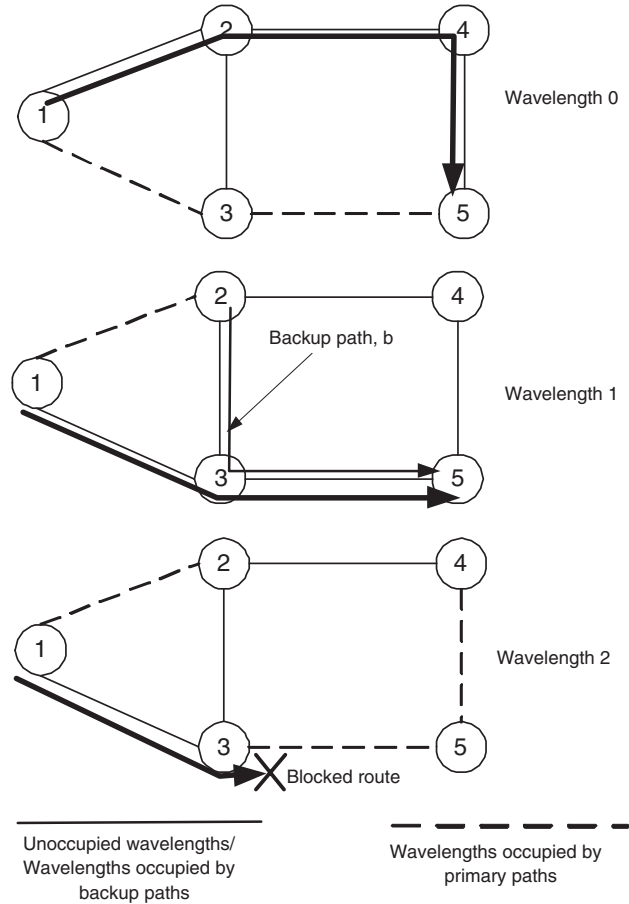 2
4
1
Wavelength 0
3
5
2
4
Backup path, b
1
Wavelength 1
3
5
2
4
1
Wavelength 2
3
5
Blocked route
Unoccupied wavelengths/
Wavelengths occupied by
backup paths
Wavelengths occupied by
primary paths